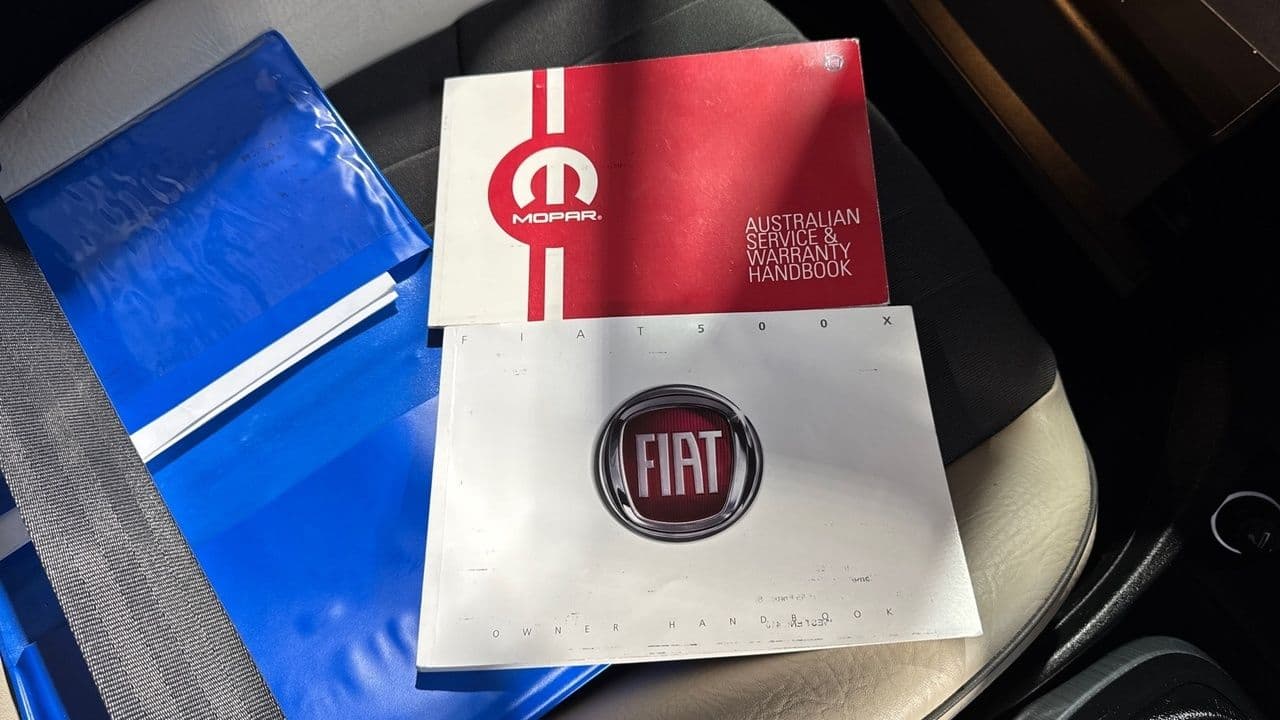 MOPAR®
AUSTRALIAN
SERVICE &
WARRANTY
HANDBOOK
FIAT 500X
FIAT
OWNER HANDBOOK